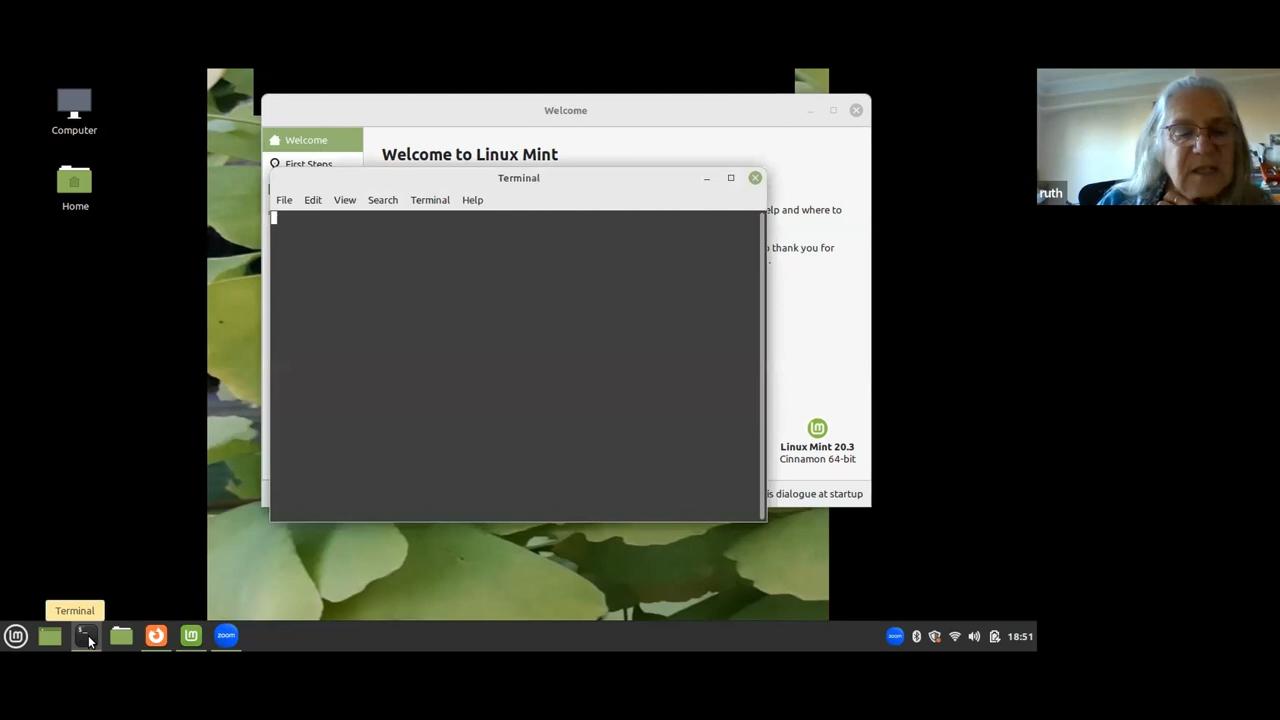 Computer
Home
Welcome
Welcome
First Steps
Welcome to Linux Mint
Terminal
File Edit View Search Terminal Help
elp and where to
thank you for
Linux Mint 20.3
Cinnamon 64-bit
is dialogue at startup
Terminal
zoom
zoom
18:51
ruth